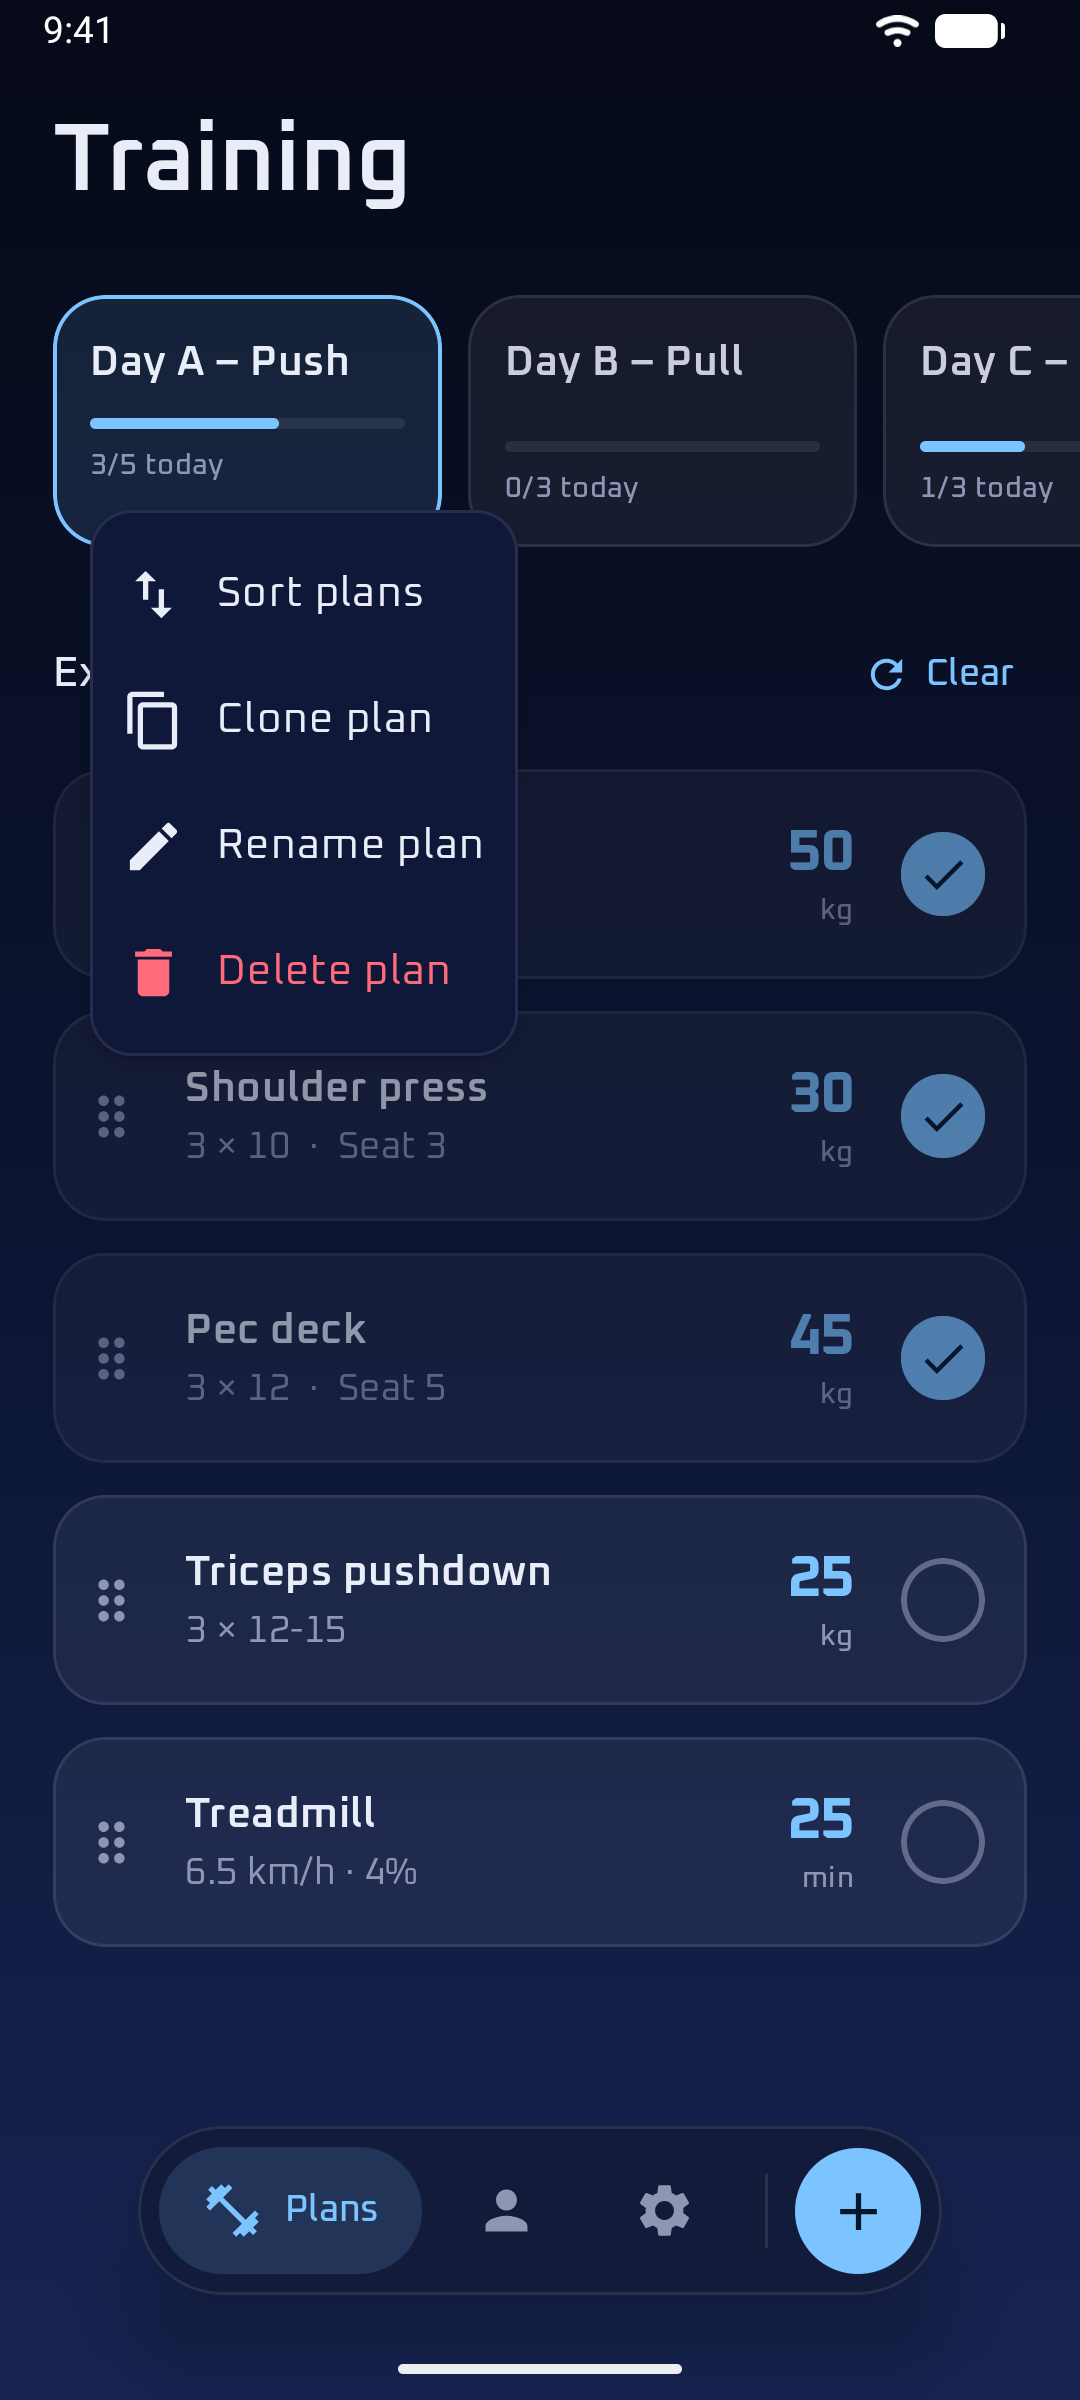 9:41
Training
Day A – Push
Day B – Pull
Day C –
3/5 today
0/3 today
1/3 today
Sort plans
Clone plan
Rename plan
Delete plan
Clear
50
kg
Shoulder press
3 × 10 · Seat 3
30
kg
Pec deck
3 × 12 · Seat 5
45
kg
Triceps pushdown
3 × 12-15
25
kg
Treadmill
6.5 km/h · 4%
25
min
Plans